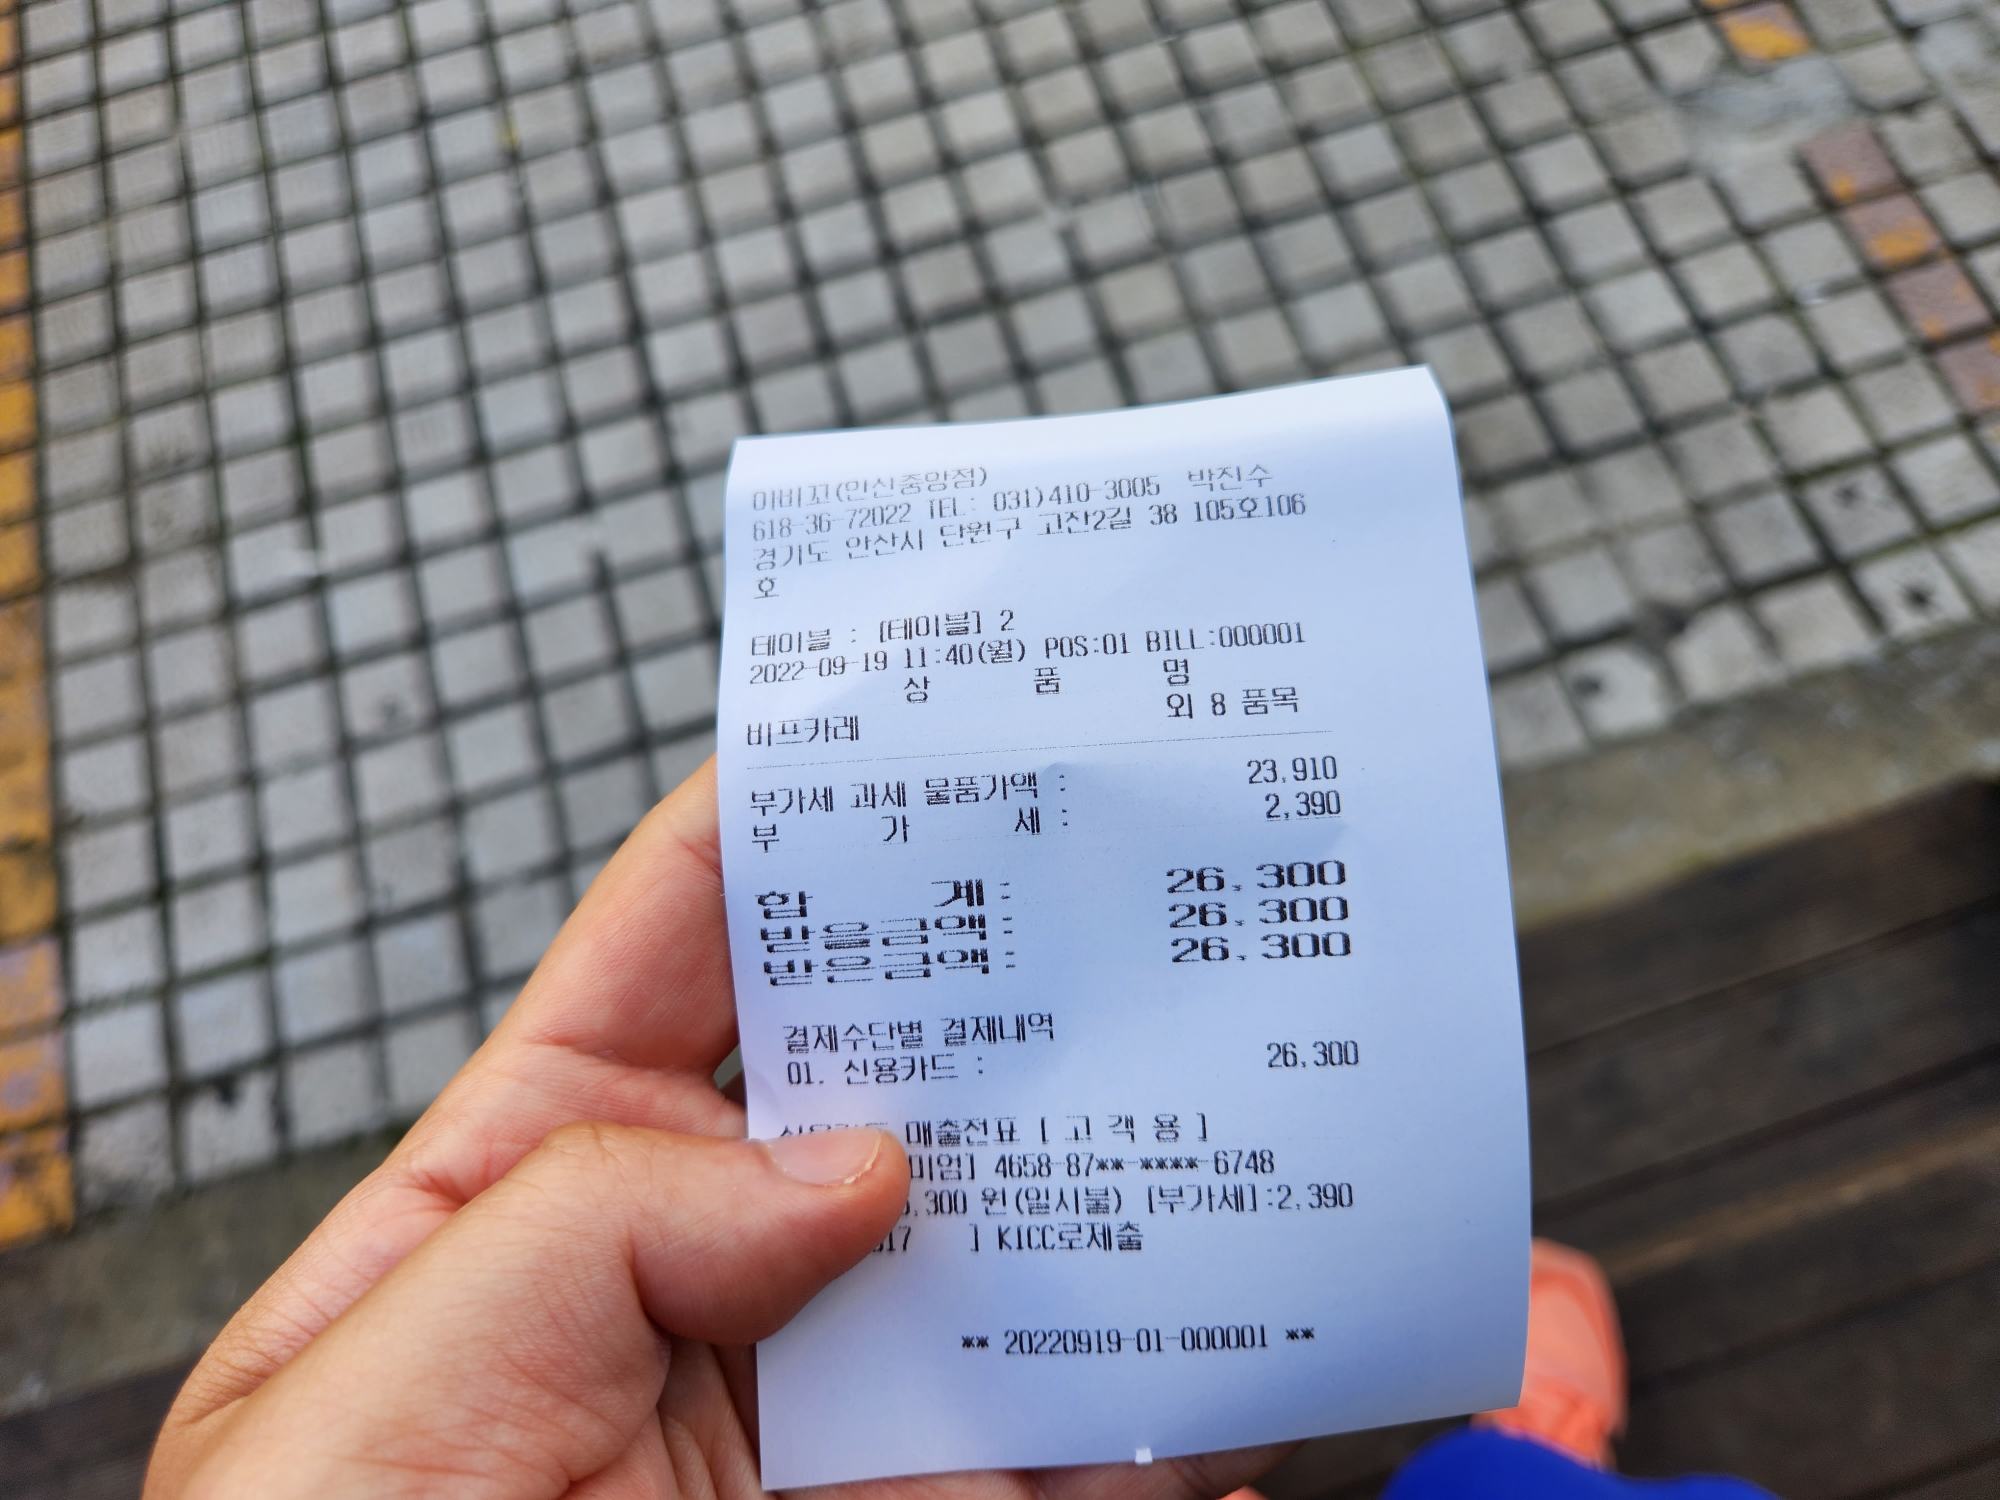 아비꼬(안산중앙점)
618-36-72022 TEL: 031)410-3005 박진수
경기도 안산시 단원구 고잔2길 38 105호106
호
테이블 : [테이블] 2
2022-09-19 11:40(월) POS:01 BILL:000001
상 품 명
비프카레 외 8 품목
부가세 과세 물품가액 : 23,910
부 가 세 : 2,390
합 계 : 26,300
받을금액 : 26,300
받은금액 : 26,300
결제수단별 결제내역
01. 신용카드 : 26,300
매출전표 [ 고 객 용 ]
미엄] 4658-87**-****-6748
,300 원(일시불) [부가세]:2,390
17 ] KICC로제출
** 20220919-01-000001 **